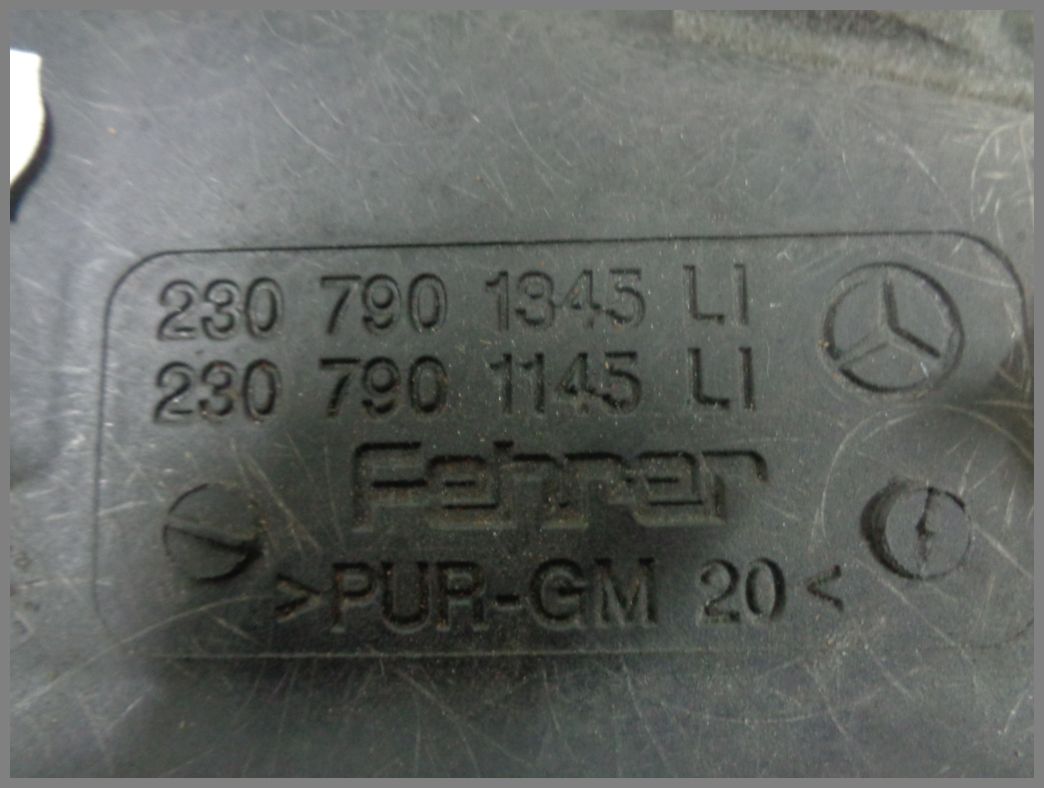 230 790 1345 LI
230 790 1145 LI
Fehrer
>PUR-GM 20<